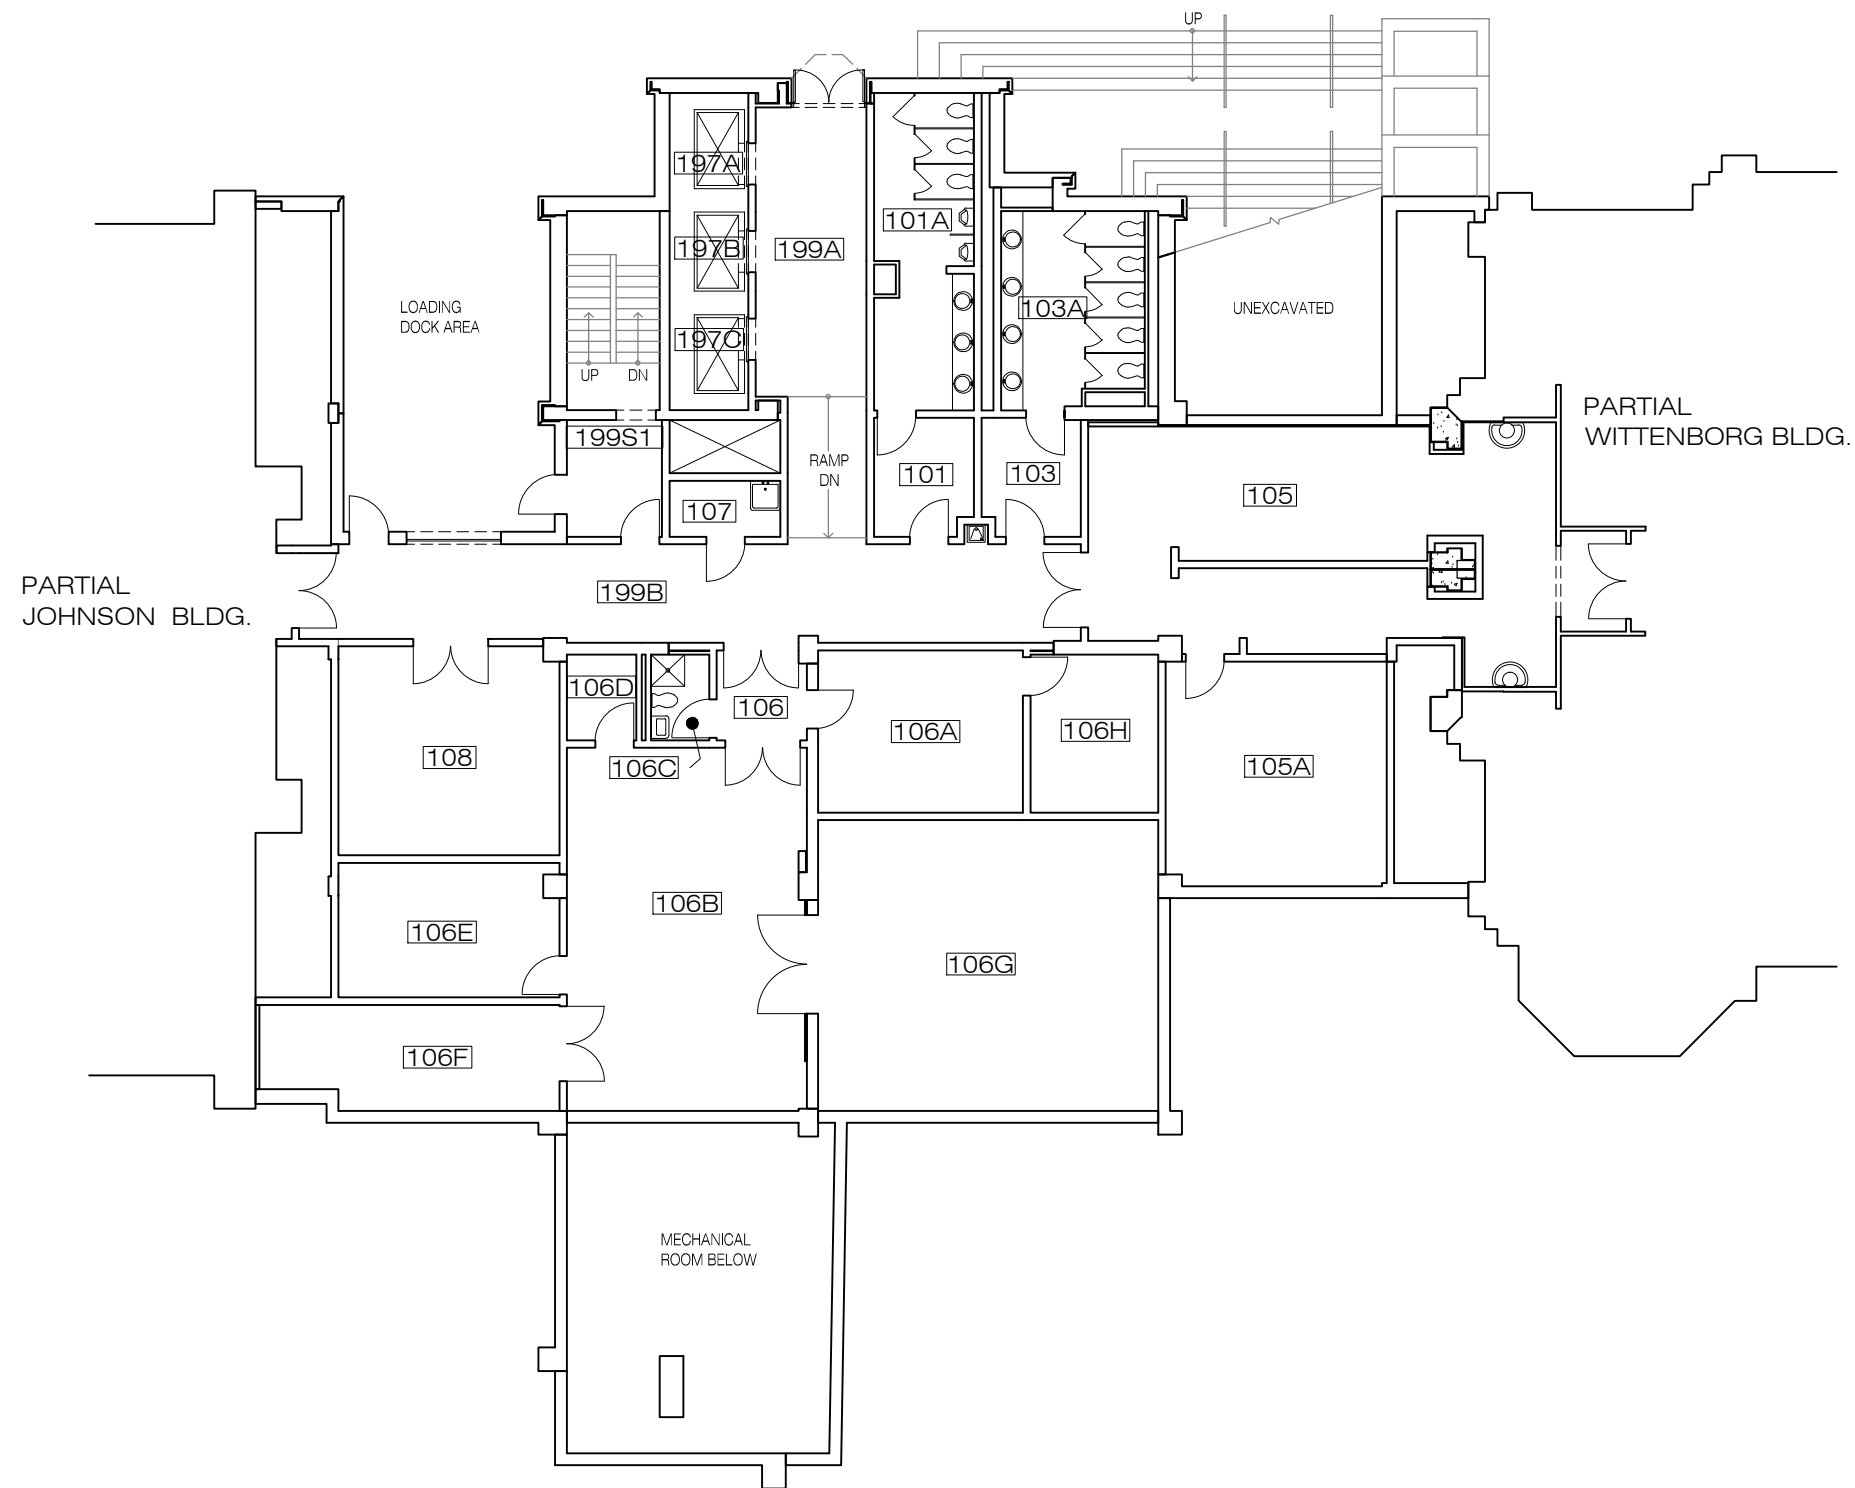 UP
197A
101A
197B
199A
LOADING
DOCK AREA
103A
UNEXCAVATED
197C
UP
DN
PARTIAL
WITTENBORG BLDG.
199S1
RAMP
DN
101
103
105
107
PARTIAL
JOHNSON BLDG.
199B
106D
106
106A
106H
108
106C
105A
106B
106E
106G
106F
MECHANICAL
ROOM BELOW